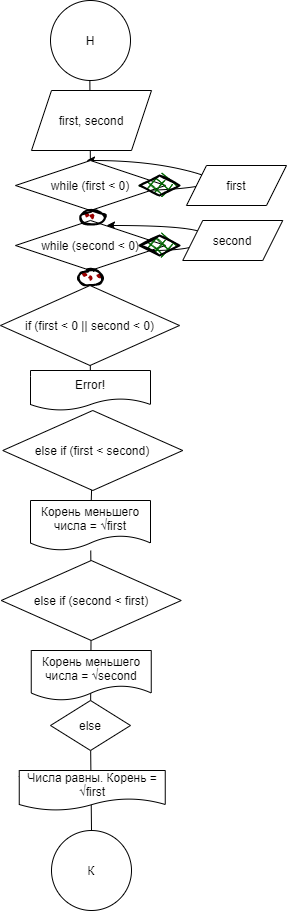 Н
first, second
while (first < 0)
first
while (second < 0)
second
if (first < 0 || second < 0)
Error!
else if (first < second)
Корень меньшего
числа = √first
else if (second < first)
Корень меньшего
числа = √second
else
Числа равны. Корень =
√first
К